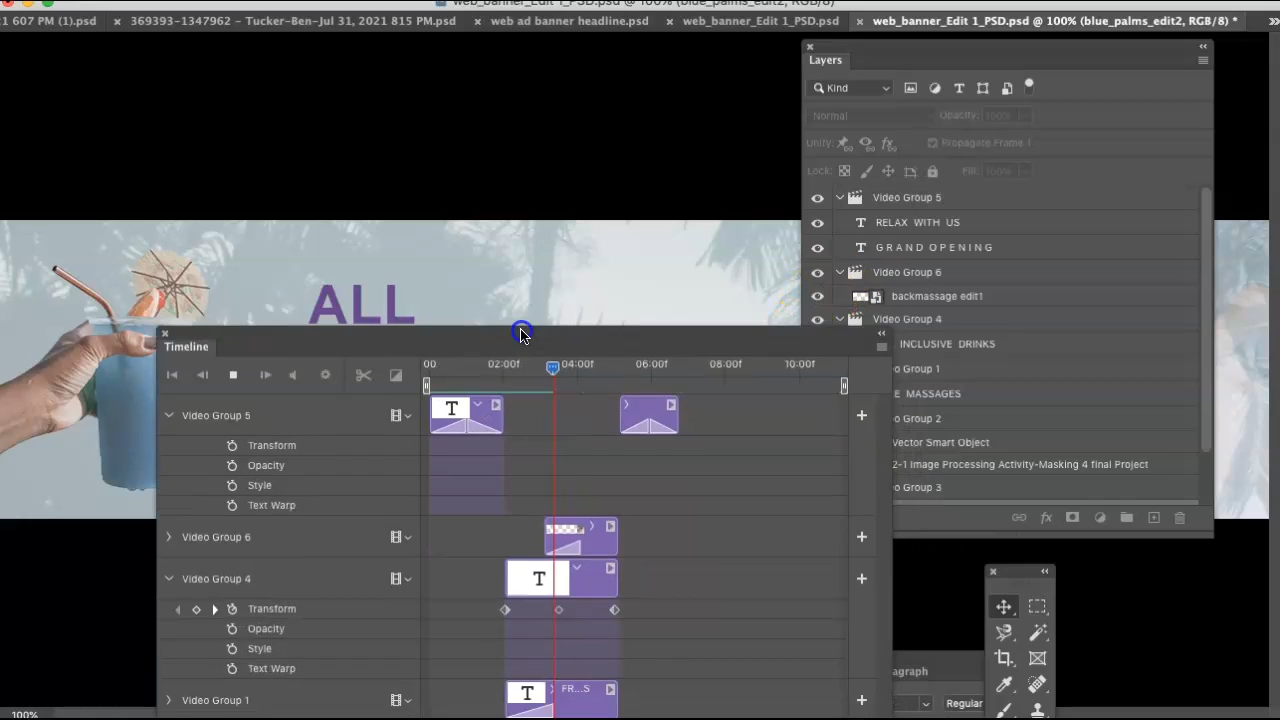 web_banner_Edit 1_PSD.psd @ 100% (blue_palms_edit2, RGB/8)
1 607 PM (1).psd
369393-1347962 - Tucker-Ben-Jul 31, 2021 815 PM.psd
web ad banner headline.psd
web_banner_Edit 1_PSD.psd
web_banner_Edit 1_PSD.psd @ 100% (blue_palms_edit2, RGB/8) *
Layers
Kind
Normal Opacity: 100%
Unify: Propagate Frame 1
Lock: Fill: 100%
Video Group 5
RELAX WITH US
GRAND OPENING
Video Group 6
backmassage edit1
Video Group 4
INCLUSIVE DRINKS
Group 1
MASSAGES
Group 2
Vector Smart Object
2-1 Image Processing Activity-Masking 4 final Project
Group 3
ALL
Timeline
00 02:00f 04:00f 06:00f 08:00f 10:00f
Video Group 5
T
Transform
Opacity
Style
Text Warp
Video Group 6
Video Group 4
T
Transform
Opacity
Style
Text Warp
Video Group 1
T FR...S
Regular
100%